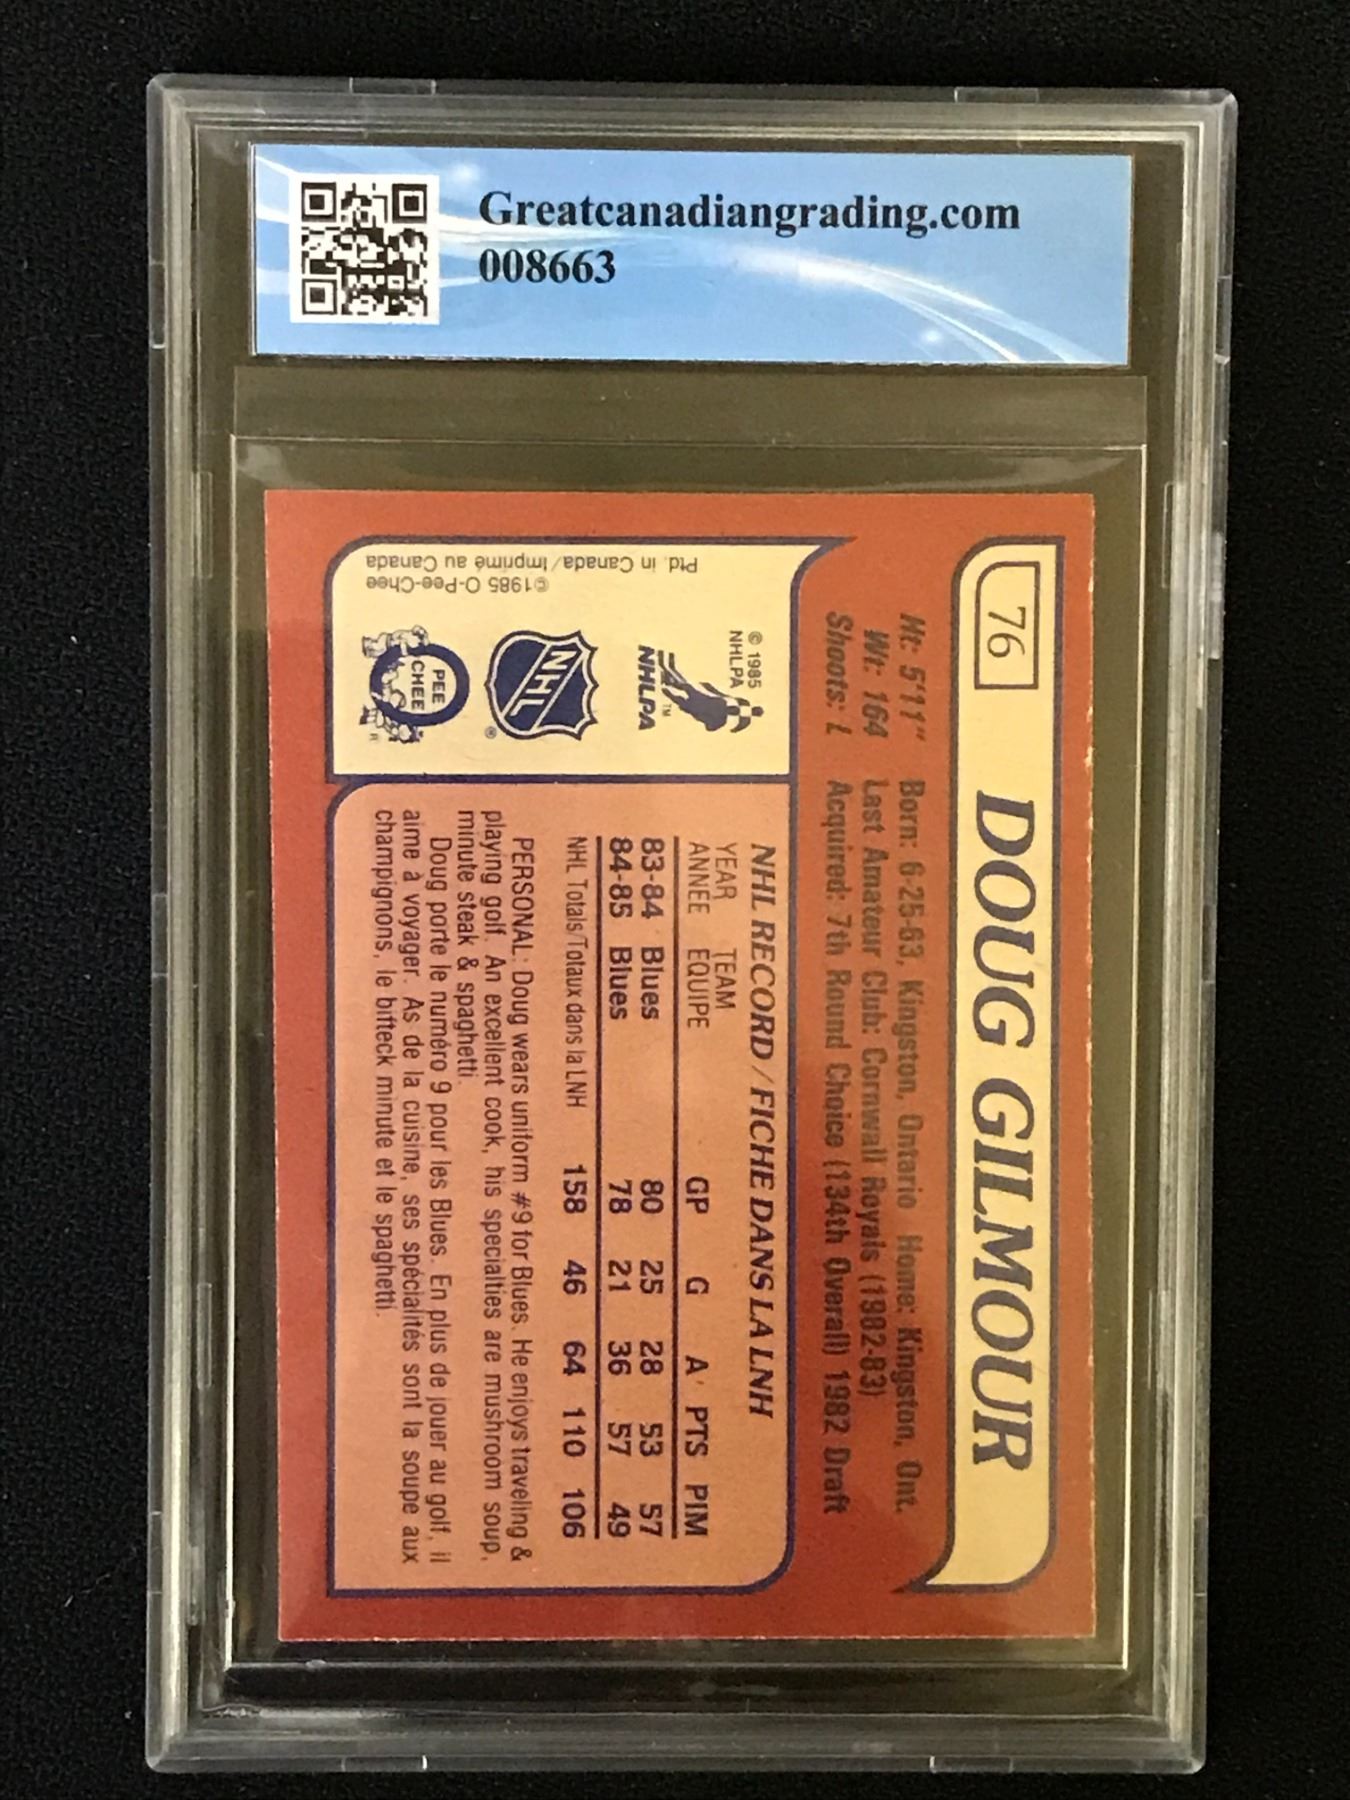 Greatcanadiangrading.com
008663
76
DOUG GILMOUR
Ht: 5'11" Born: 6-25-63, Kingston, Ontario Home: Kingston, Ont.
Wt: 164 Last Amateur Club: Cornwall Royals (1982-83)
Shoots: L Acquired: 7th Round Choice (134th Overall) 1982 Draft
© 1985
NHLPA
NHLPA™
NHL ®
PEE
CHEE
R
©1985 O-Pee-Chee
Ptd. in Canada/Imprimé au Canada
NHL RECORD/FICHE DANS LA LNH
YEAR TEAM
ANNÉE EQUIPE GP G A PTS PIM
83-84 Blues 80 25 28 53 57
84-85 Blues 78 21 36 57 49
NHL Totals/Totaux dans la LNH 158 46 64 110 106
PERSONAL: Doug wears uniform #9 for Blues. He enjoys traveling &
playing golf. An excellent cook, his specialties are mushroom soup,
minute steak & spaghetti.
Doug porte le numéro 9 pour les Blues. En plus de jouer au golf, il
aime à voyager. As de la cuisine, ses spécialités sont la soupe aux
champignons, le bifteck minute et le spaghetti.